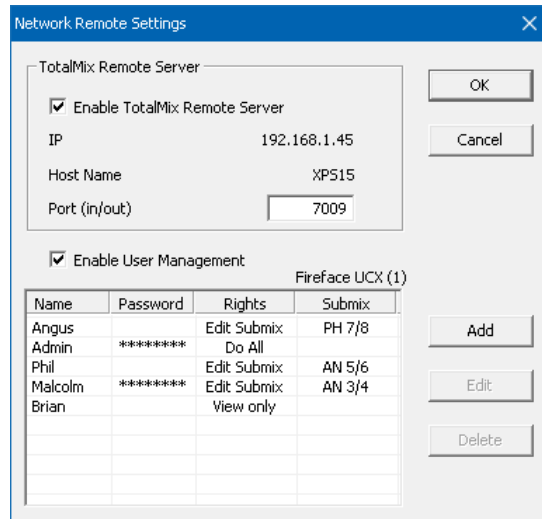 Network Remote Settings
TotalMix Remote Server
Enable TotalMix Remote Server
IP 192.168.1.45
Host Name XPS15
Port (in/out) 7009
OK
Cancel
Enable User Management
Fireface UCX (1)
Name Password Rights Submix
Angus Edit Submix PH 7/8
Admin ******** Do All
Phil Edit Submix AN 5/6
Malcolm ******** Edit Submix AN 3/4
Brian View only
Add
Edit
Delete